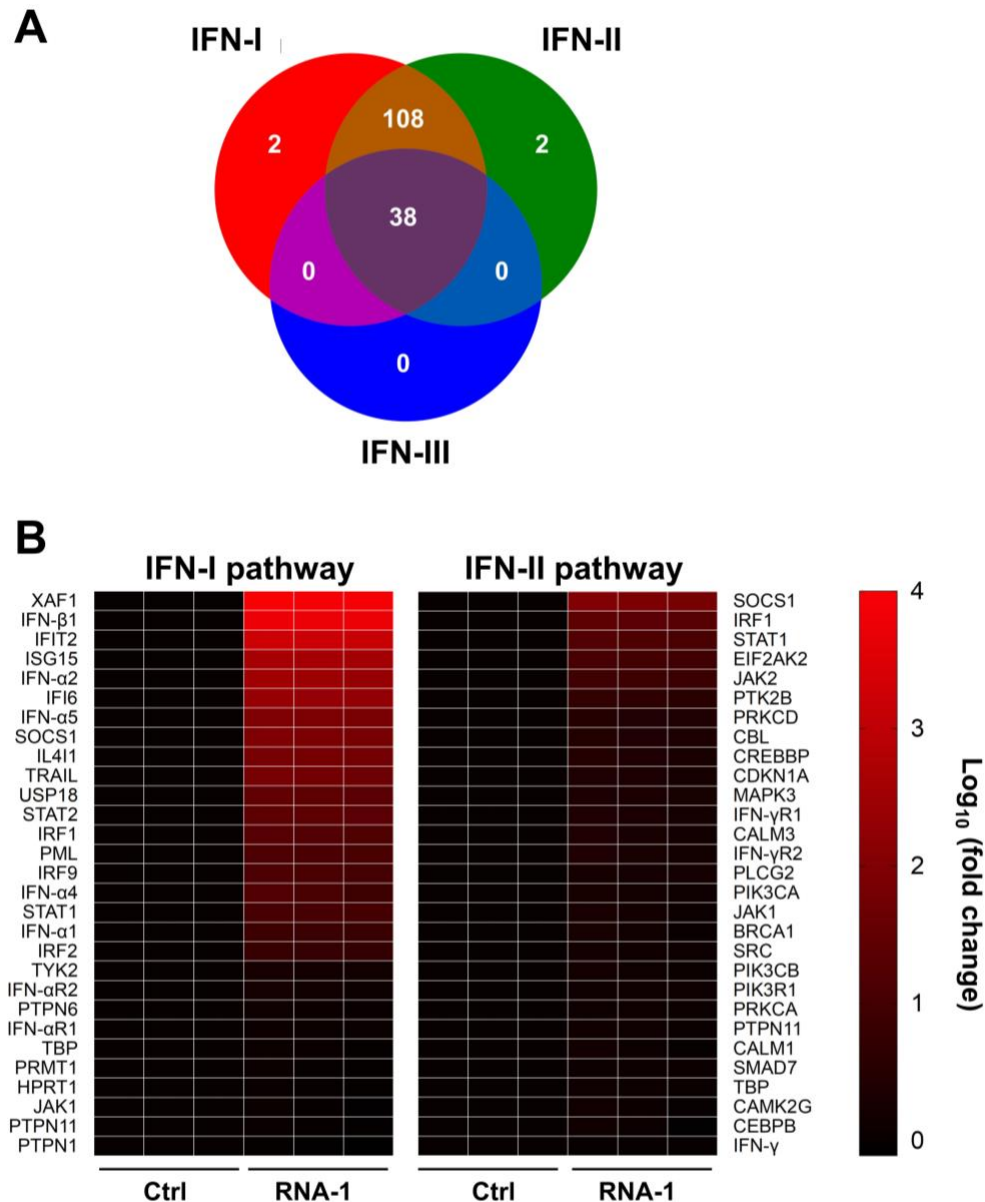 A
IFN-I
IFN-II
2
108
2
38
0
0
0
IFN-III
B
IFN-I pathway
IFN-II pathway
XAF1
IFN-β1
IFIT2
ISG15
IFN-α2
IFI6
IFN-α5
SOCS1
IL4I1
TRAIL
USP18
STAT2
IRF1
PML
IRF9
IFN-α4
STAT1
IFN-α1
IRF2
TYK2
IFN-αR2
PTPN6
IFN-αR1
TBP
PRMT1
HPRT1
JAK1
PTPN11
PTPN1
SOCS1
IRF1
STAT1
EIF2AK2
JAK2
PTK2B
PRKCD
CBL
CREBBP
CDKN1A
MAPK3
IFN-γR1
CALM3
IFN-γR2
PLCG2
PIK3CA
JAK1
BRCA1
SRC
PIK3CB
PIK3R1
PRKCA
PTPN11
CALM1
SMAD7
TBP
CAMK2G
CEBPB
IFN-γ
4
3
2
1
0
Log₁₀ (fold change)
Ctrl
RNA-1
Ctrl
RNA-1